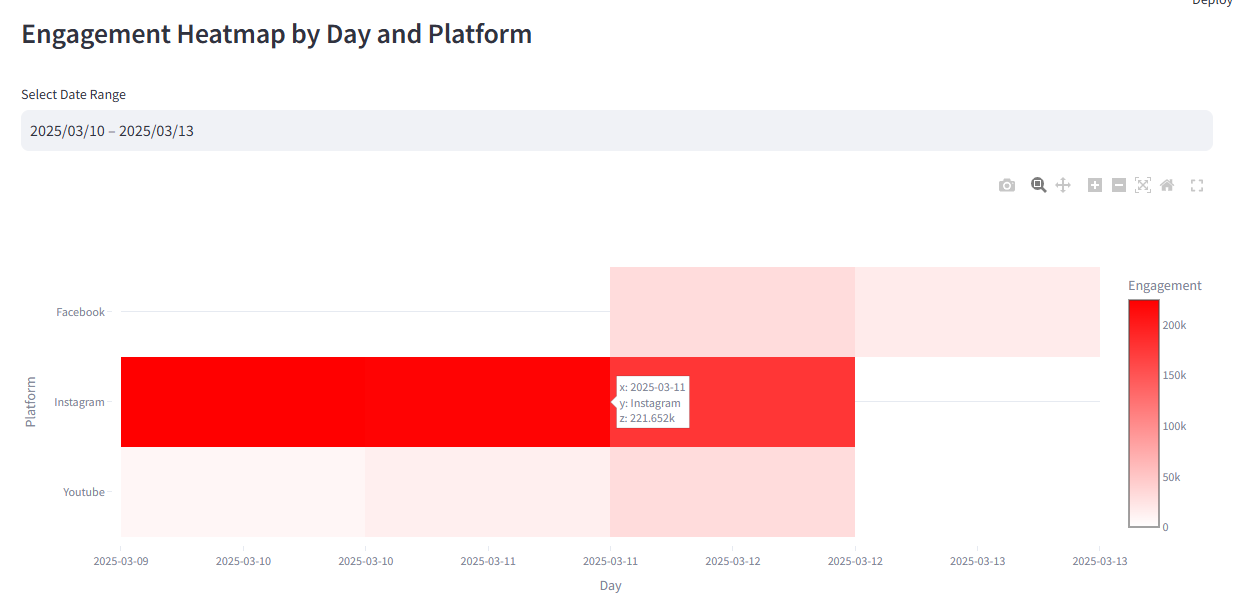 Deploy
Engagement Heatmap by Day and Platform
Select Date Range
2025/03/10 – 2025/03/13
Engagement
Facebook
200k
150k
x: 2025-03-11
Platform
Instagram
y: Instagram
z: 221.652k
100k
50k
Youtube
0
2025-03-09 2025-03-10 2025-03-10 2025-03-11 2025-03-11 2025-03-12 2025-03-12 2025-03-13 2025-03-13
Day